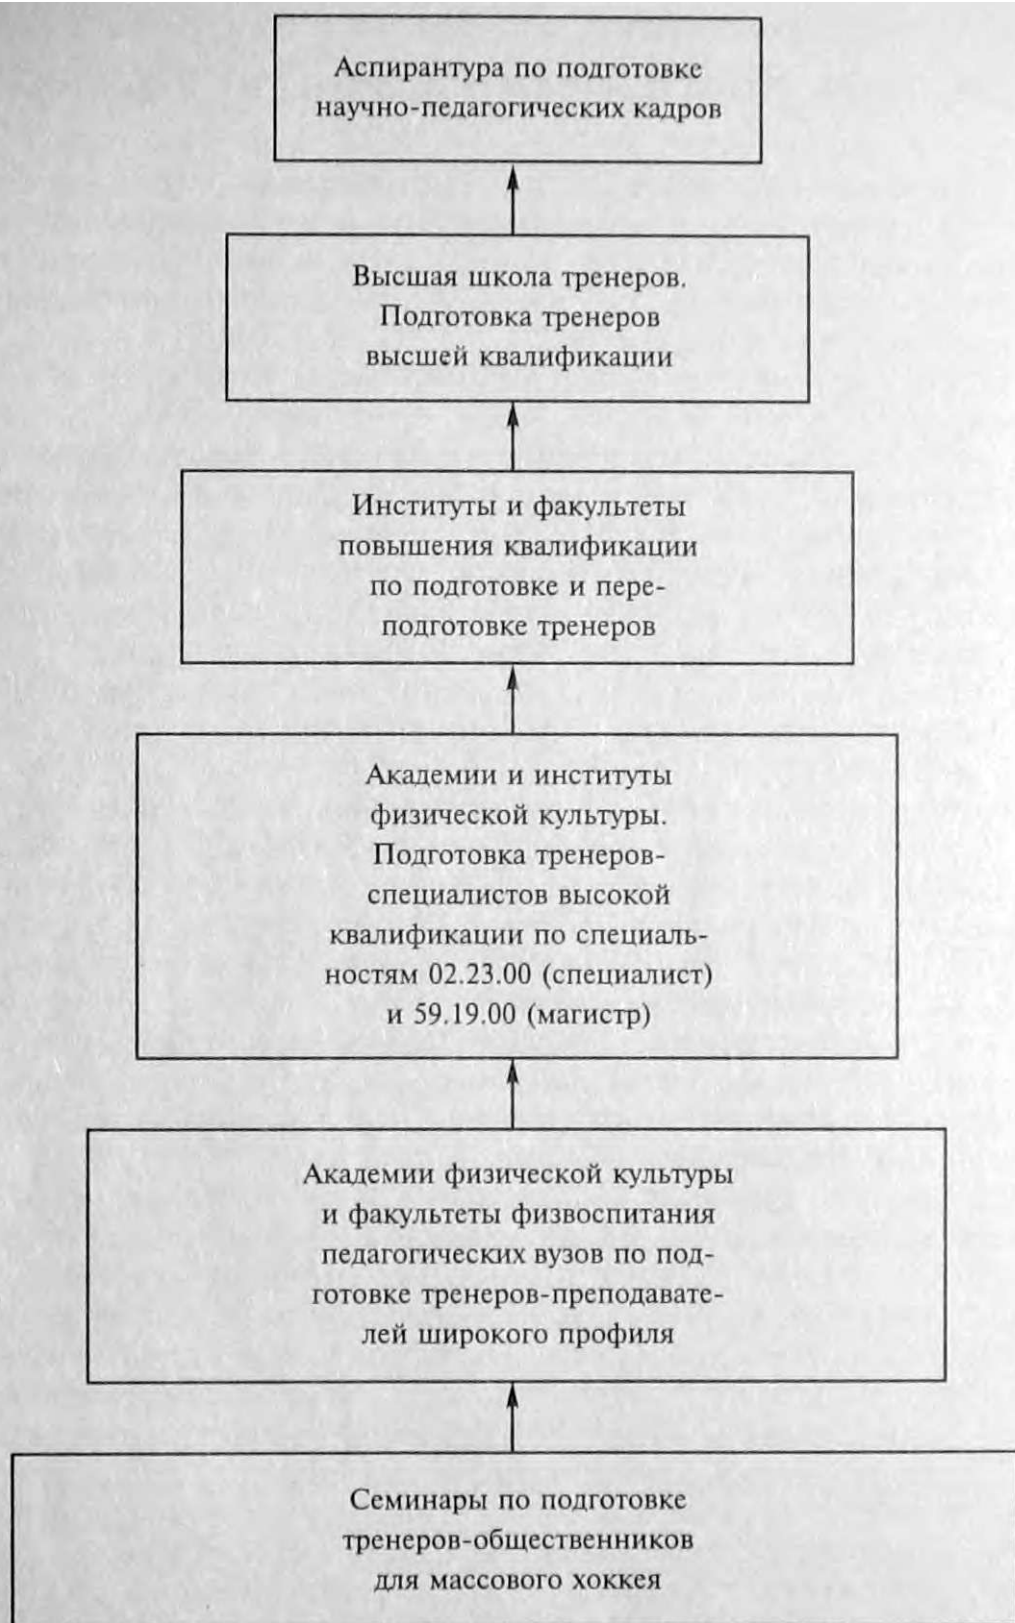 Аспирантура по подготовке
научно-педагогических кадров
Высшая школа тренеров.
Подготовка тренеров
высшей квалификации
Институты и факультеты
повышения квалификации
по подготовке и пере-
подготовке тренеров
Академии и институты
физической культуры.
Подготовка тренеров-
специалистов высокой
квалификации по специаль-
ностям 02.23.00 (специалист)
и 59.19.00 (магистр)
Академии физической культуры
и факультеты физвоспитания
педагогических вузов по под-
готовке тренеров-преподавате-
лей широкого профиля
Семинары по подготовке
тренеров-общественников
для массового хоккея